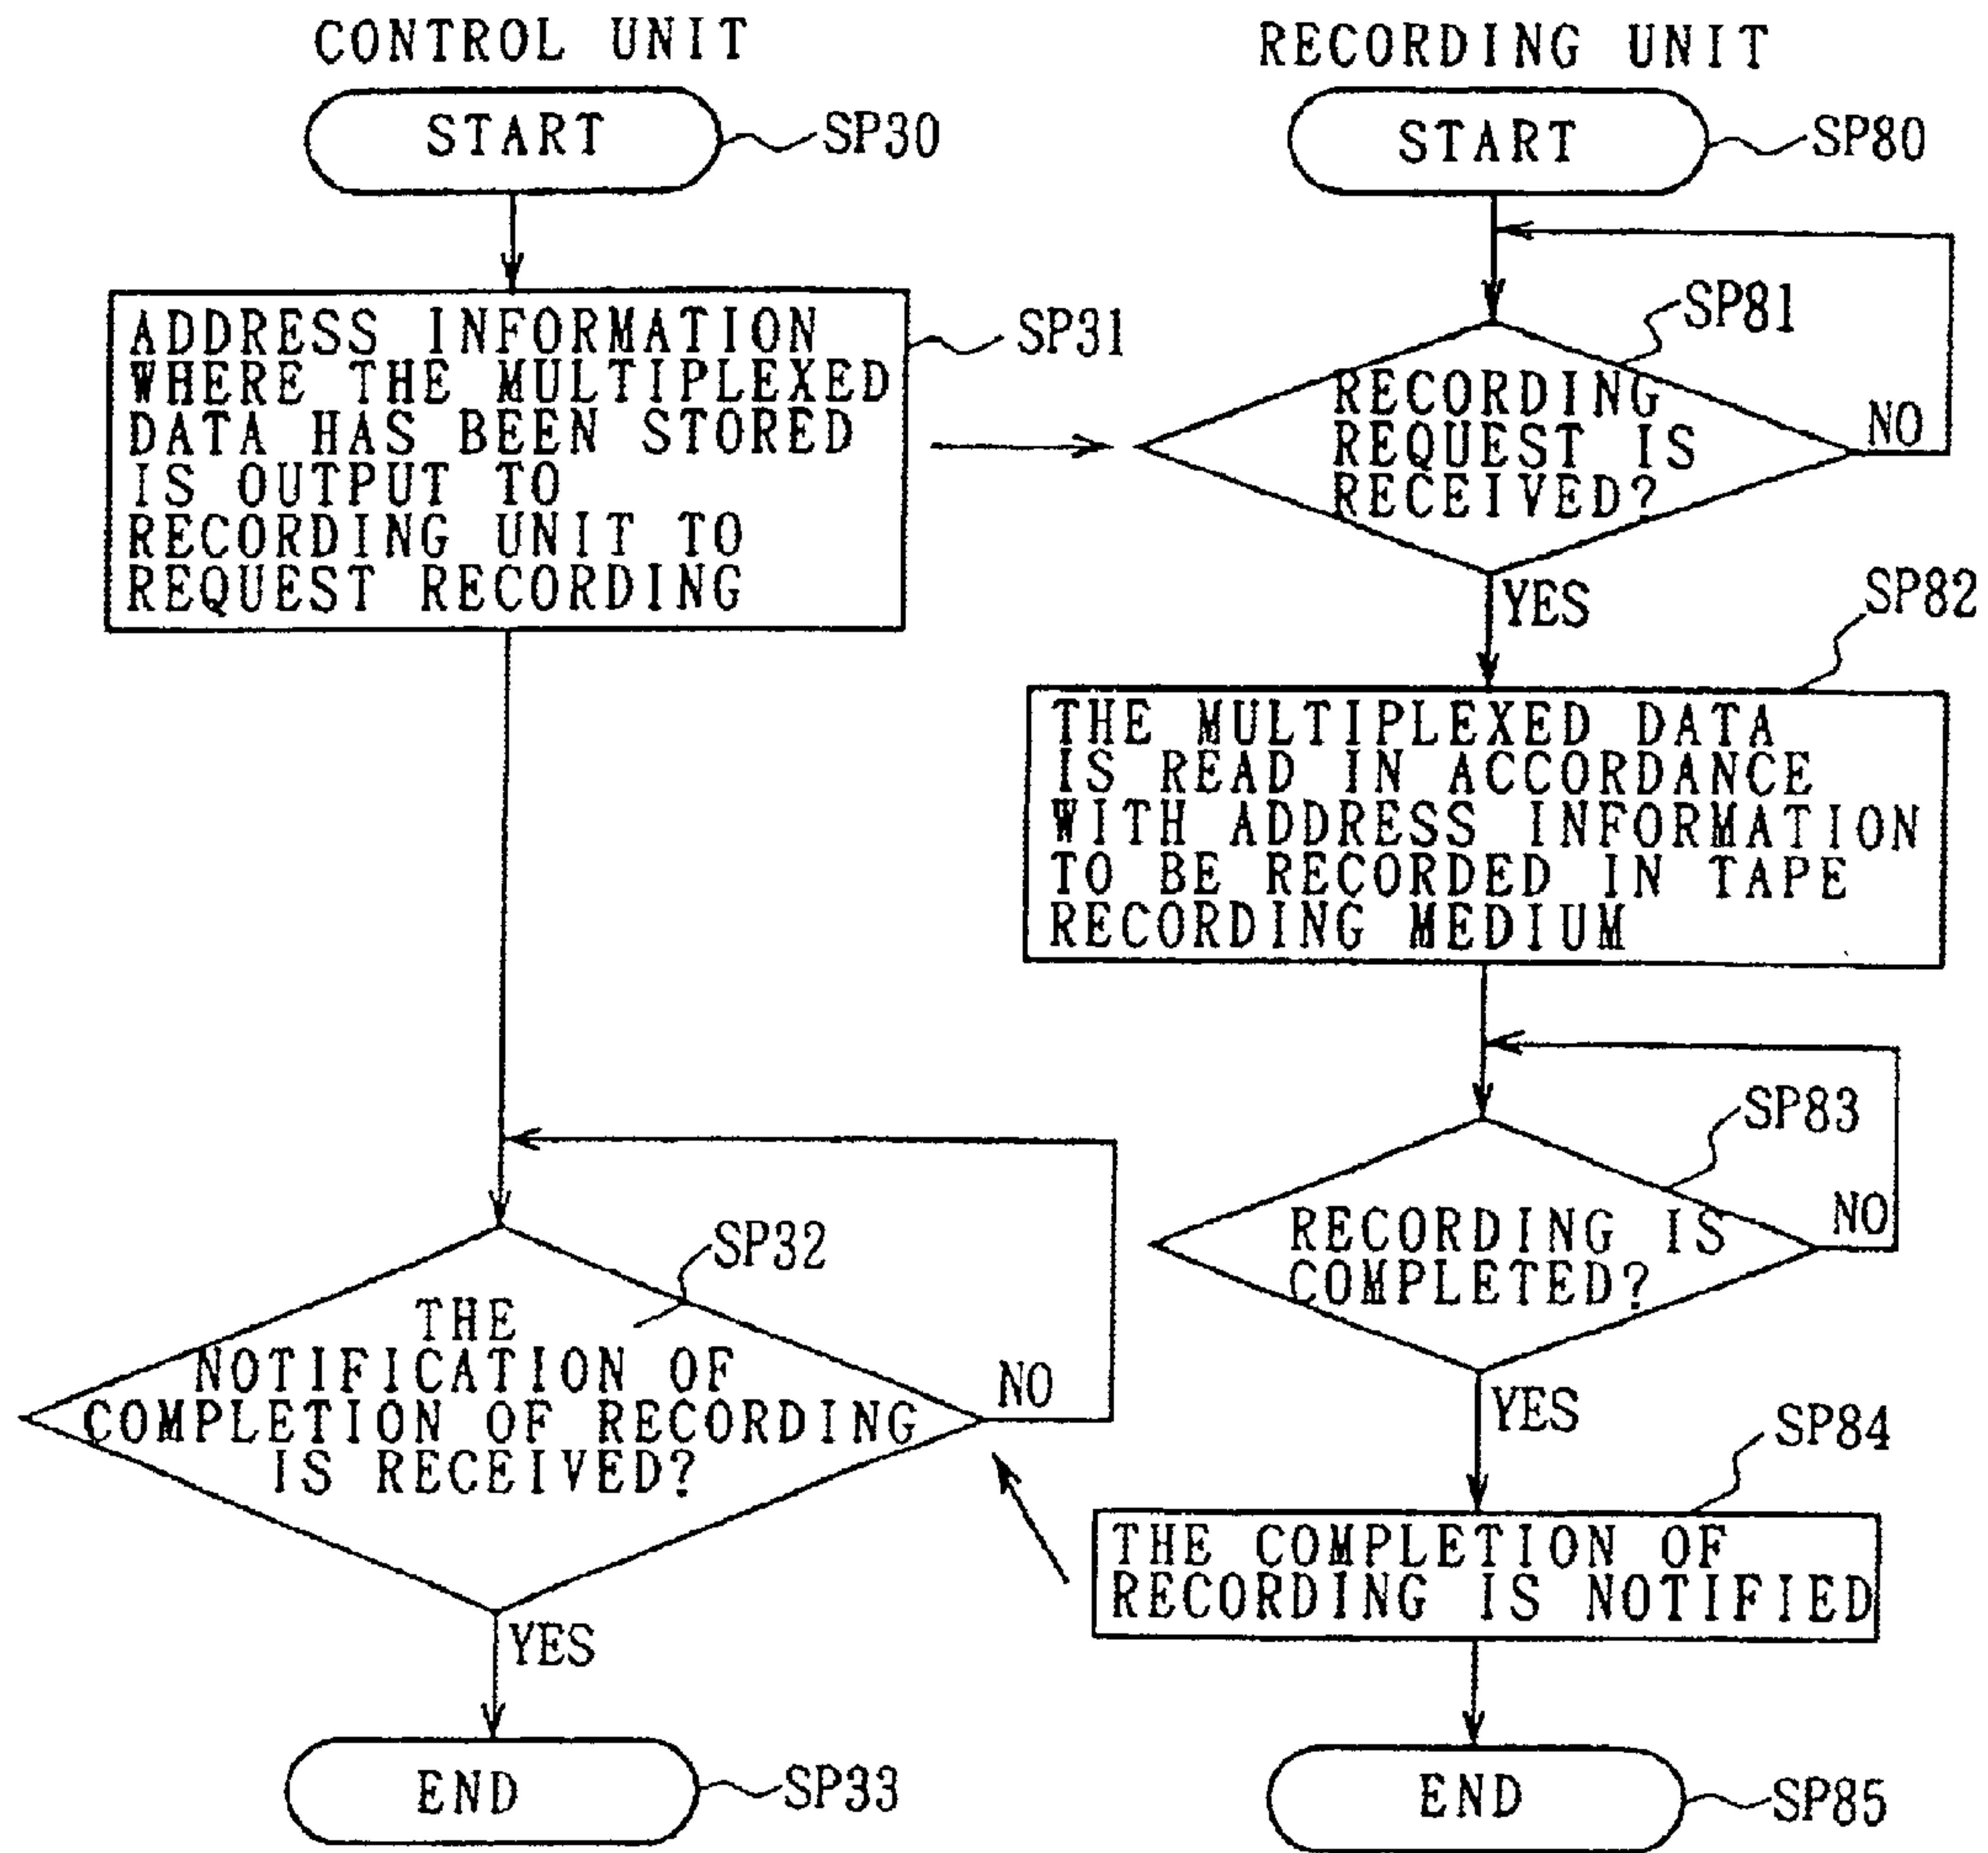 CONTROL UNIT
START
SP30
ADDRESS INFORMATION
WHERE THE MULTIPLEXED
DATA HAS BEEN STORED
IS OUTPUT TO
RECORDING UNIT TO
REQUEST RECORDING
SP31
SP32
THE
NOTIFICATION OF
COMPLETION OF RECORDING
IS RECEIVED?
NO
YES
END
SP33
RECORDING UNIT
START
SP80
SP81
RECORDING
REQUEST IS
RECEIVED?
NO
YES
SP82
THE MULTIPLEXED DATA
IS READ IN ACCORDANCE
WITH ADDRESS INFORMATION
TO BE RECORDED IN TAPE
RECORDING MEDIUM
SP83
RECORDING IS
COMPLETED?
NO
YES
SP84
THE COMPLETION OF
RECORDING IS NOTIFIED
END
SP85